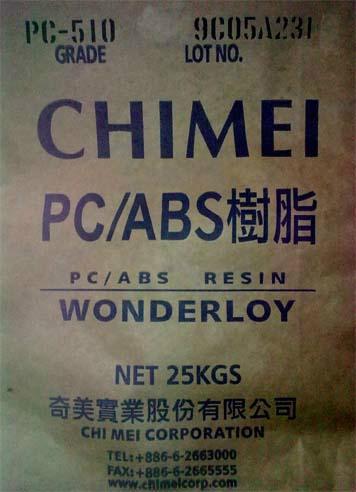 PC-510 9C05A231
GRADE LOT NO.
CHIMEI
PC/ABS樹脂
PC/ABS RESIN
WONDERLOY
NET 25KGS
奇美實業股份有限公司
CHI MEI CORPORATION
TEL:+886-6-2663000
FAX:+886-6-2665555
www.chimeicorp.com